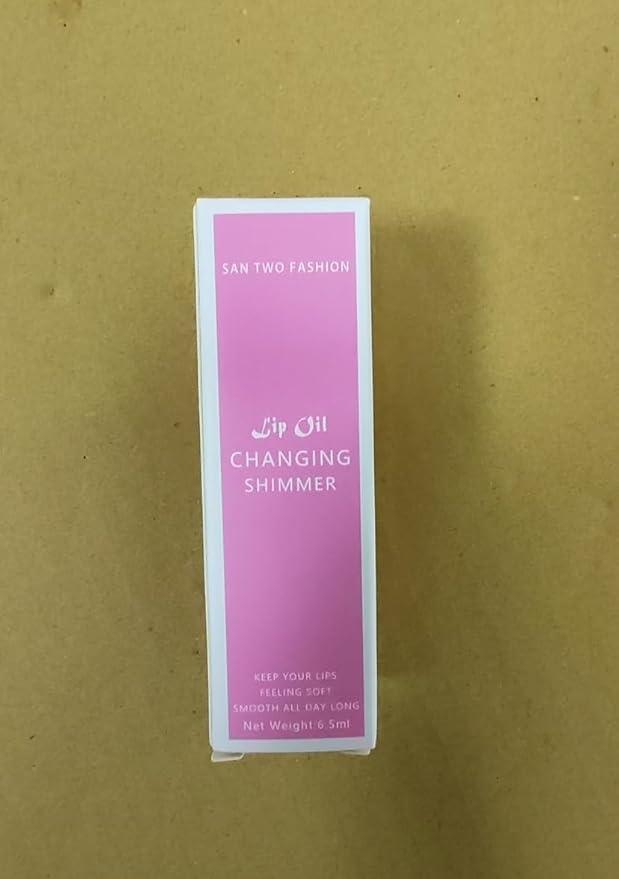 SAN TWO FASHION
Lip Oil
CHANGING
SHIMMER
KEEP YOUR LIPS
FEELING SOFT
SMOOTH ALL DAY LONG
Net Weight:6.5ml